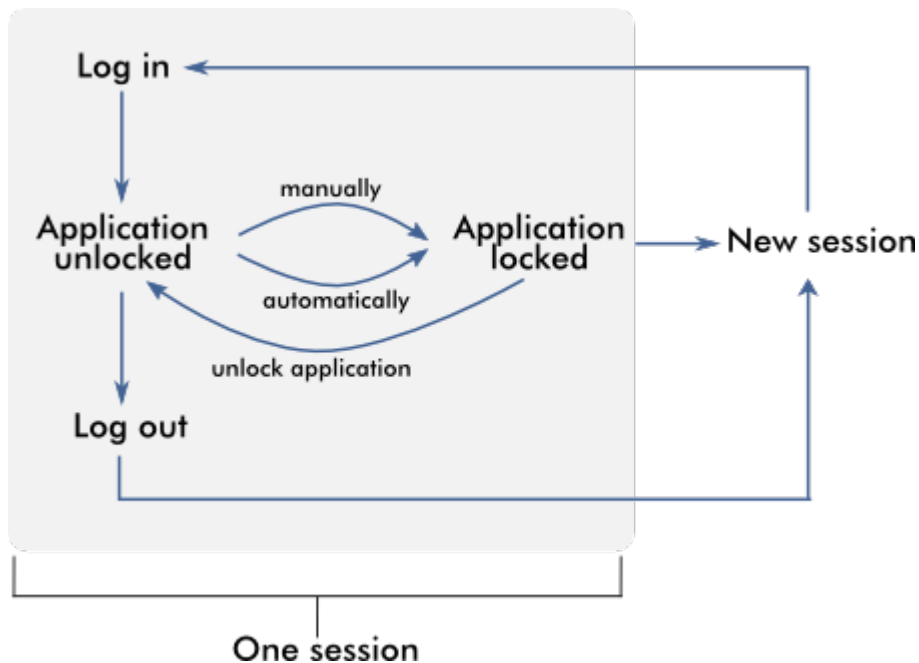 Log in
manually
Application
unlocked
Application
locked
New session
automatically
unlock application
Log out
One session